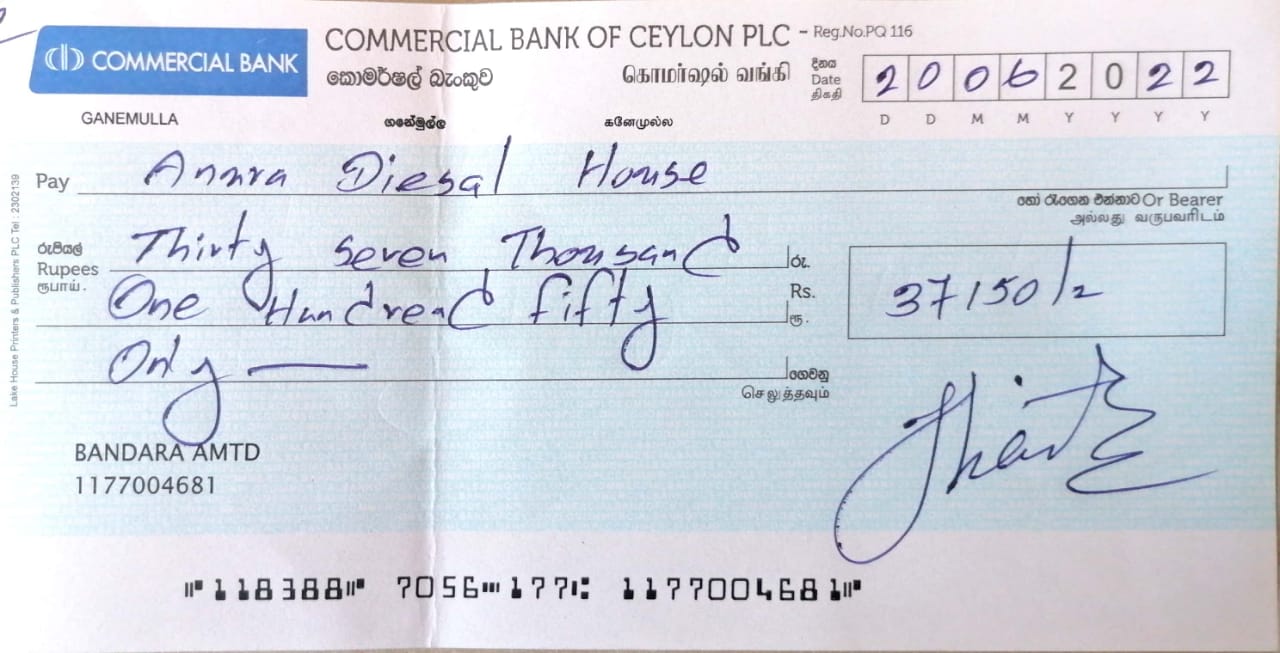 COMMERCIAL BANK
COMMERCIAL BANK OF CEYLON PLC - Reg.No.PQ 116
කොමර්ෂල් බැංකුව கொமர்ஷல் வங்கி
දිනය
Date
திகதி
20062022
D D M M Y Y Y Y
GANEMULLA ගනේමුල්ල கனேமுல்ல
Pay Anura Diesal House
හෝ රැගෙන එන්නාට Or Bearer
அல்லது வருபவரிடம்
රුපියල්
Rupees
ரூபாய்.
Thirty Seven Thousand
One Hundred fifty
Only
රු.
Rs.
ரூ.
37150/=
ගෙවනු
செலுத்தவும்
BANDARA AMTD
1177004681
⑈118388⑈ 7056⑉177⑆ 1177004681⑈
Lake House Printers & Publishers PLC Tel : 2302139